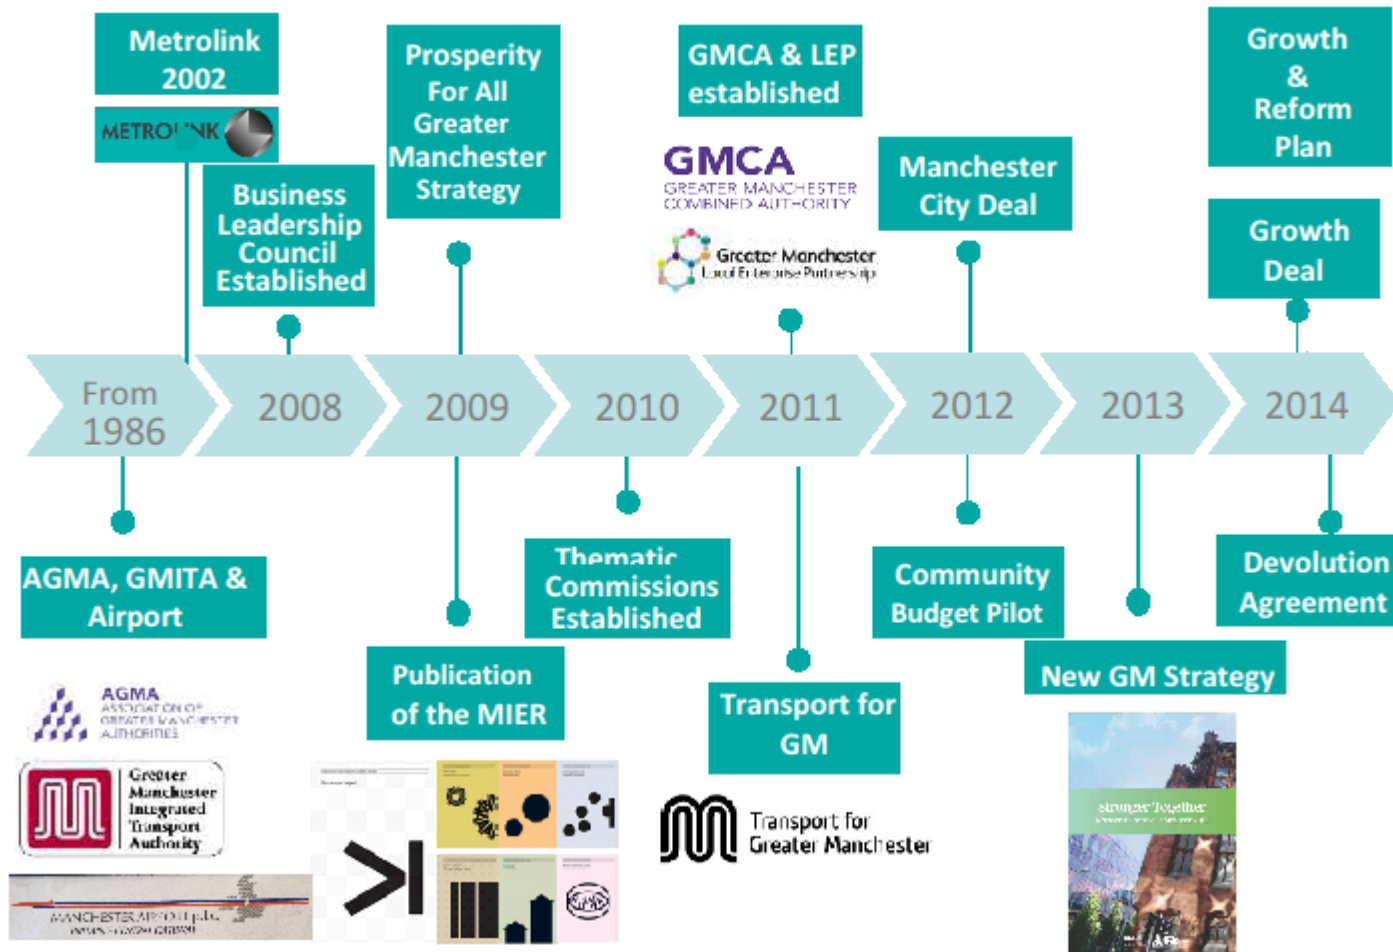 Metrolink
2002
METROLINK
Business
Leadership
Council
Established
Prosperity
For All
Greater
Manchester
Strategy
GMCA & LEP
established
GMCA
GREATER MANCHESTER
COMBINED AUTHORITY
Greater Manchester
Local Enterprise Partnership
Manchester
City Deal
Growth
&
Reform
Plan
Growth
Deal
From
1986
2008
2009
2010
2011
2012
2013
2014
AGMA, GMITA &
Airport
AGMA
ASSOCIATION OF
GREATER MANCHESTER
AUTHORITIES
Greater
Manchester
Integrated
Transport
Authority
MANCHESTER AIRPORT p.l.c.
Publication
of the MIER
Thematic
Commissions
Established
Transport for
GM
Transport for
Greater Manchester
Community
Budget Pilot
New GM Strategy
Stronger Together
Devolution
Agreement